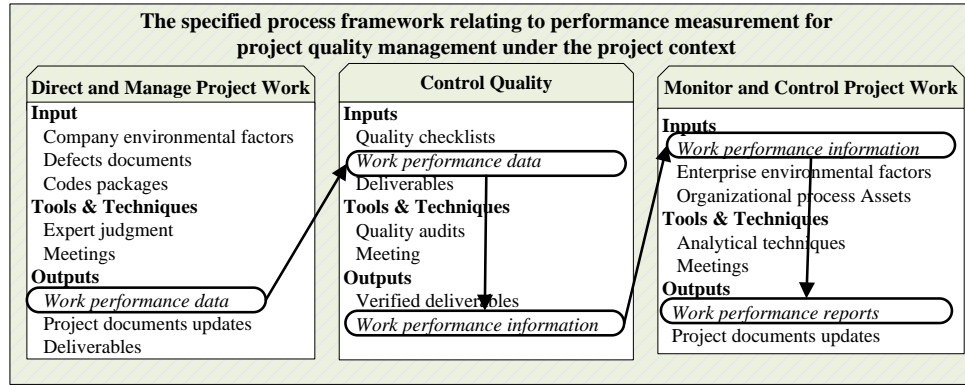 The specified process framework relating to performance measurement for
project quality management under the project context
Direct and Manage Project Work
Input
Company environmental factors
Defects documents
Codes packages
Tools & Techniques
Expert judgment
Meetings
Outputs
Work performance data
Project documents updates
Deliverables
Control Quality
Inputs
Quality checklists
Work performance data
Deliverables
Tools & Techniques
Quality audits
Meeting
Outputs
Verified deliverables
Work performance information
Monitor and Control Project Work
Inputs
Work performance information
Enterprise environmental factors
Organizational process Assets
Tools & Techniques
Analytical techniques
Meetings
Outputs
Work performance reports
Project documents updates